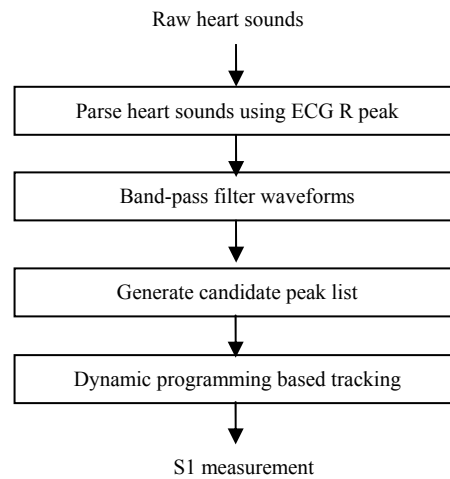 Raw heart sounds
Parse heart sounds using ECG R peak
Band-pass filter waveforms
Generate candidate peak list
Dynamic programming based tracking
S1 measurement